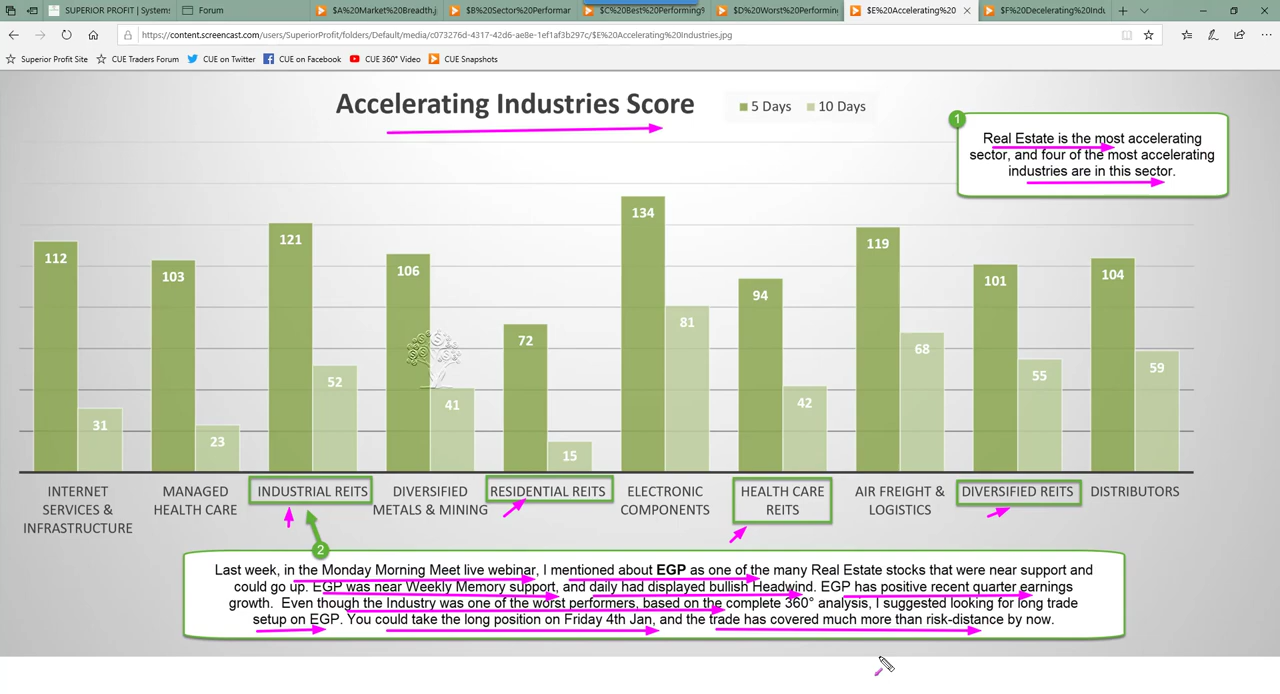 SUPERIOR PROFIT | Systems
Forum
$A%20Market%20Breadth.j
$B%20Sector%20Performar
$C%20Best%20Performing%
$D%20Worst%20Performin
$E%20Accelerating%20
$F%20Decelerating%20Indu
https://content.screencast.com/users/SuperiorProfit/folders/Default/media/c073276d-4317-42d6-ae8e-1ef1af3b297c/$E%20Accelerating%20Industries.jpg
Superior Profit Site
CUE Traders Forum
CUE on Twitter
CUE on Facebook
CUE 360° Video
CUE Snapshots
Accelerating Industries Score
5 Days
10 Days
1
Real Estate is the most accelerating
sector, and four of the most accelerating
industries are in this sector.
112
31
103
23
121
52
106
41
72
15
134
81
94
42
119
68
101
55
104
59
INTERNET
SERVICES &
INFRASTRUCTURE
MANAGED
HEALTH CARE
INDUSTRIAL REITS
DIVERSIFIED
METALS & MINING
RESIDENTIAL REITS
ELECTRONIC
COMPONENTS
HEALTH CARE
REITS
AIR FREIGHT &
LOGISTICS
DIVERSIFIED REITS
DISTRIBUTORS
2
Last week, in the Monday Morning Meet live webinar, I mentioned about EGP as one of the many Real Estate stocks that were near support and
could go up. EGP was near Weekly Memory support, and daily had displayed bullish Headwind. EGP has positive recent quarter earnings
growth. Even though the Industry was one of the worst performers, based on the complete 360° analysis, I suggested looking for long trade
setup on EGP. You could take the long position on Friday 4th Jan, and the trade has covered much more than risk-distance by now.